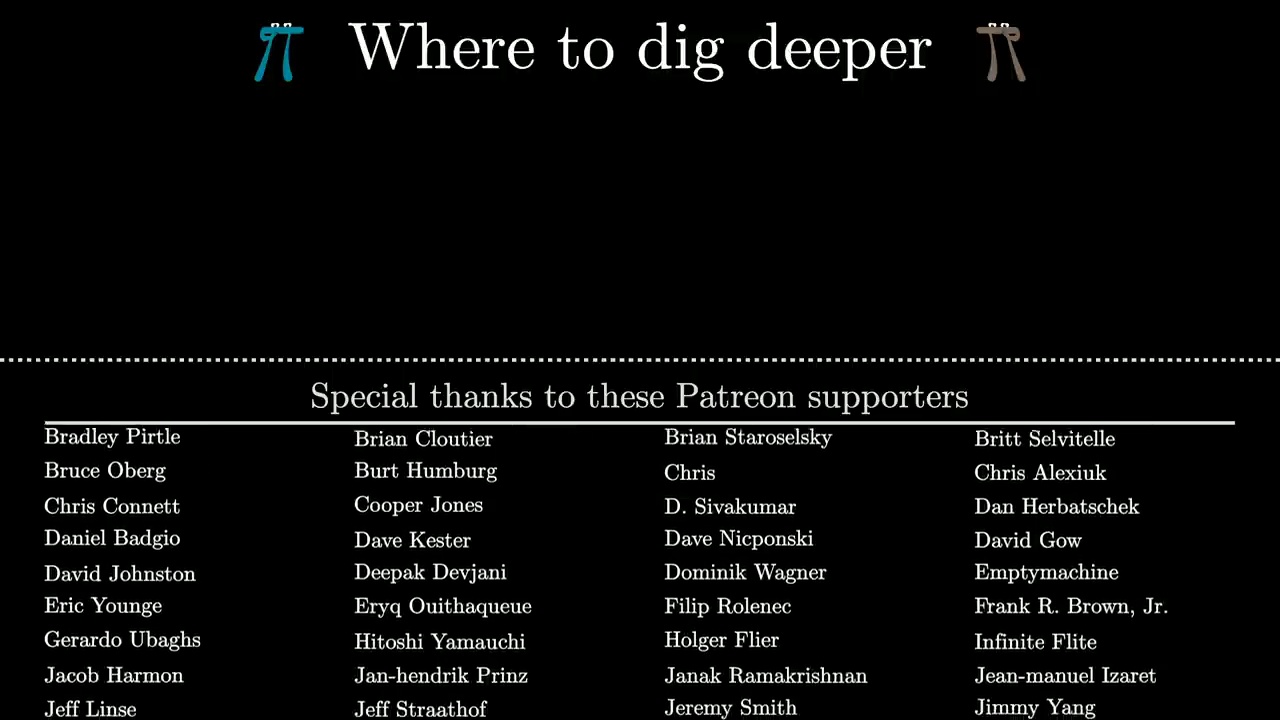 Where to dig deeper
Special thanks to these Patreon supporters
Bradley Pirtle Brian Cloutier Brian Staroselsky Britt Selvitelle
Bruce Oberg Burt Humburg Chris Chris Alexiuk
Chris Connett Cooper Jones D. Sivakumar Dan Herbatschek
Daniel Badgio Dave Kester Dave Nicponski David Gow
David Johnston Deepak Devjani Dominik Wagner Emptymachine
Eric Younge Eryq Ouithaqueue Filip Rolenec Frank R. Brown, Jr.
Gerardo Ubaghs Hitoshi Yamauchi Holger Flier Infinite Flite
Jacob Harmon Jan-hendrik Prinz Janak Ramakrishnan Jean-manuel Izaret
Jeff Linse Jeff Straathof Jeremy Smith Jimmy Yang